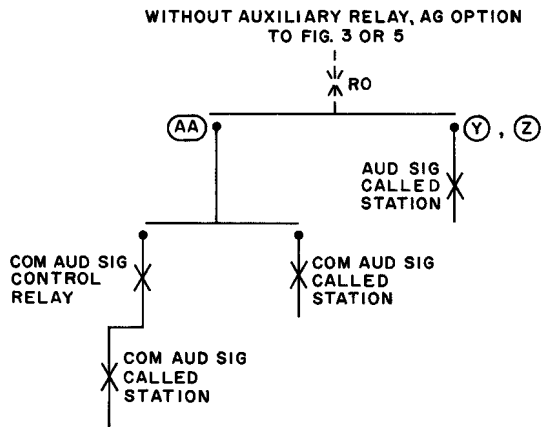 WITHOUT AUXILIARY RELAY, AG OPTION
TO FIG. 3 OR 5
RO
AA
Y , Z
AUD SIG
CALLED
STATION
COM AUD SIG
CONTROL
RELAY
COM AUD SIG
CALLED
STATION
COM AUD SIG
CALLED
STATION